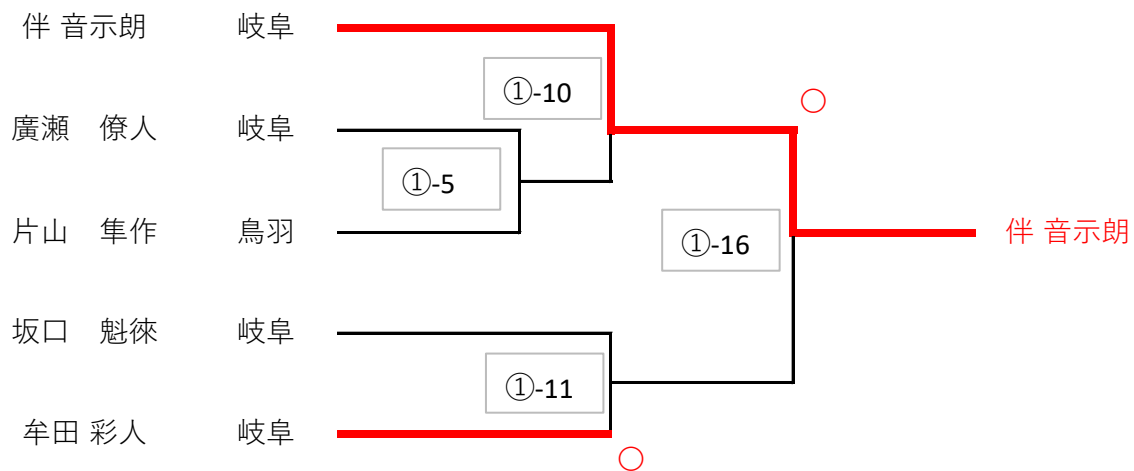 伴 音示朗 岐阜
①-10
廣瀬　僚人 岐阜
①-5
片山　隼作 鳥羽
①-16
伴 音示朗
坂口　魁徠 岐阜
①-11
牟田 彩人 岐阜